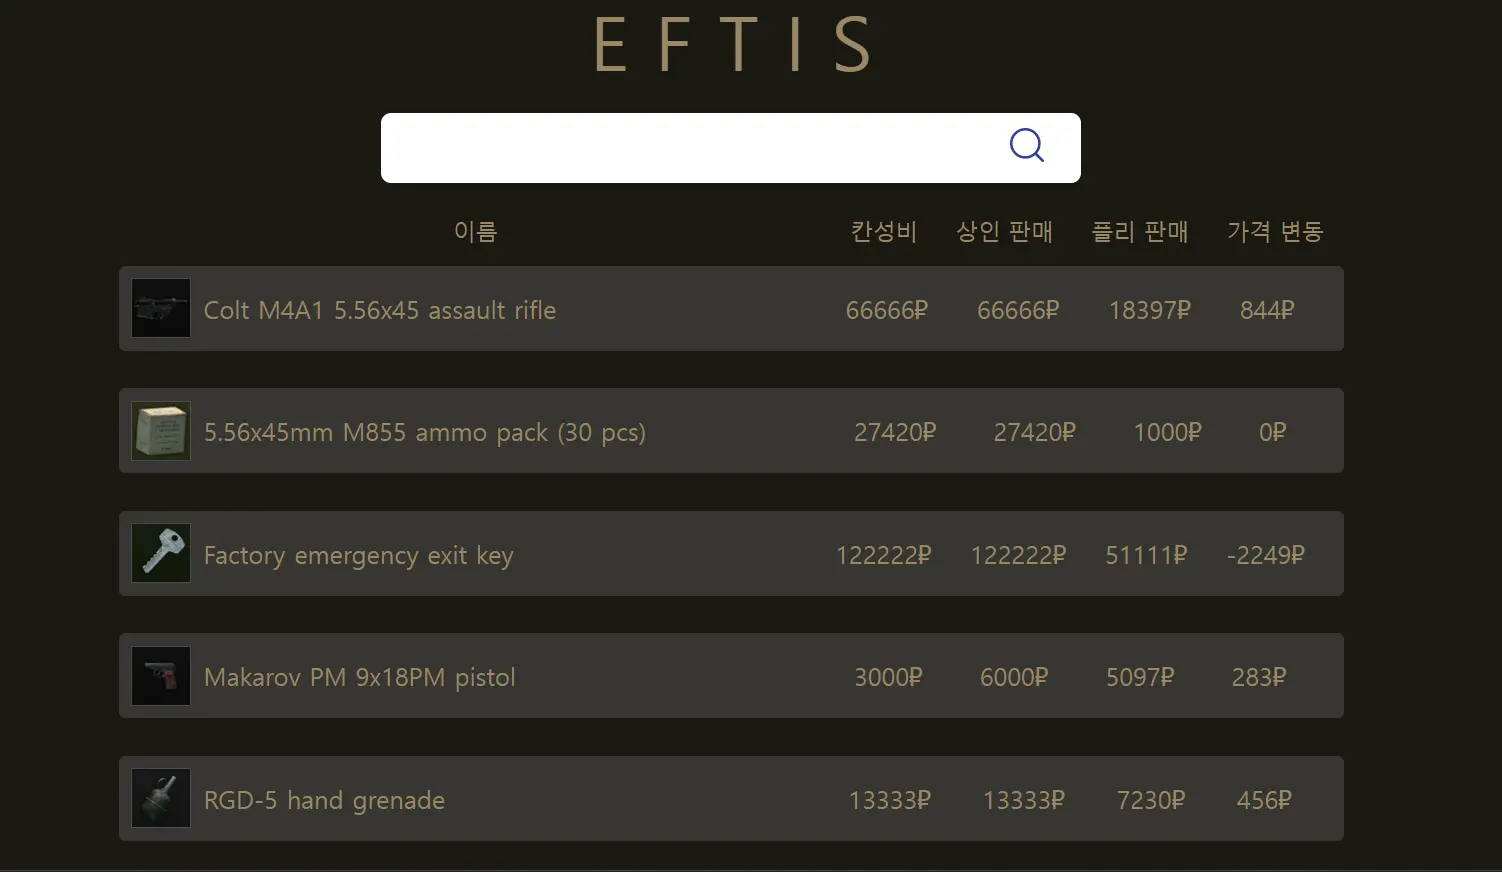 EFTIS
이름 칸성비 상인 판매 플리 판매 가격 변동
Colt M4A1 5.56x45 assault rifle 66666₽ 66666₽ 18397₽ 844₽
5.56x45mm M855 ammo pack (30 pcs) 27420₽ 27420₽ 1000₽ 0₽
Factory emergency exit key 122222₽ 122222₽ 51111₽ -2249₽
Makarov PM 9x18PM pistol 3000₽ 6000₽ 5097₽ 283₽
RGD-5 hand grenade 13333₽ 13333₽ 7230₽ 456₽